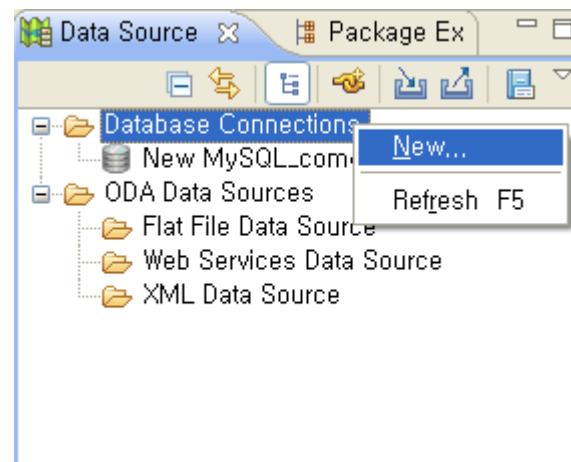 Data Source
Package Ex
Database Connections
New MySQL_com
New...
Refresh F5
ODA Data Sources
Flat File Data Source
Web Services Data Source
XML Data Source